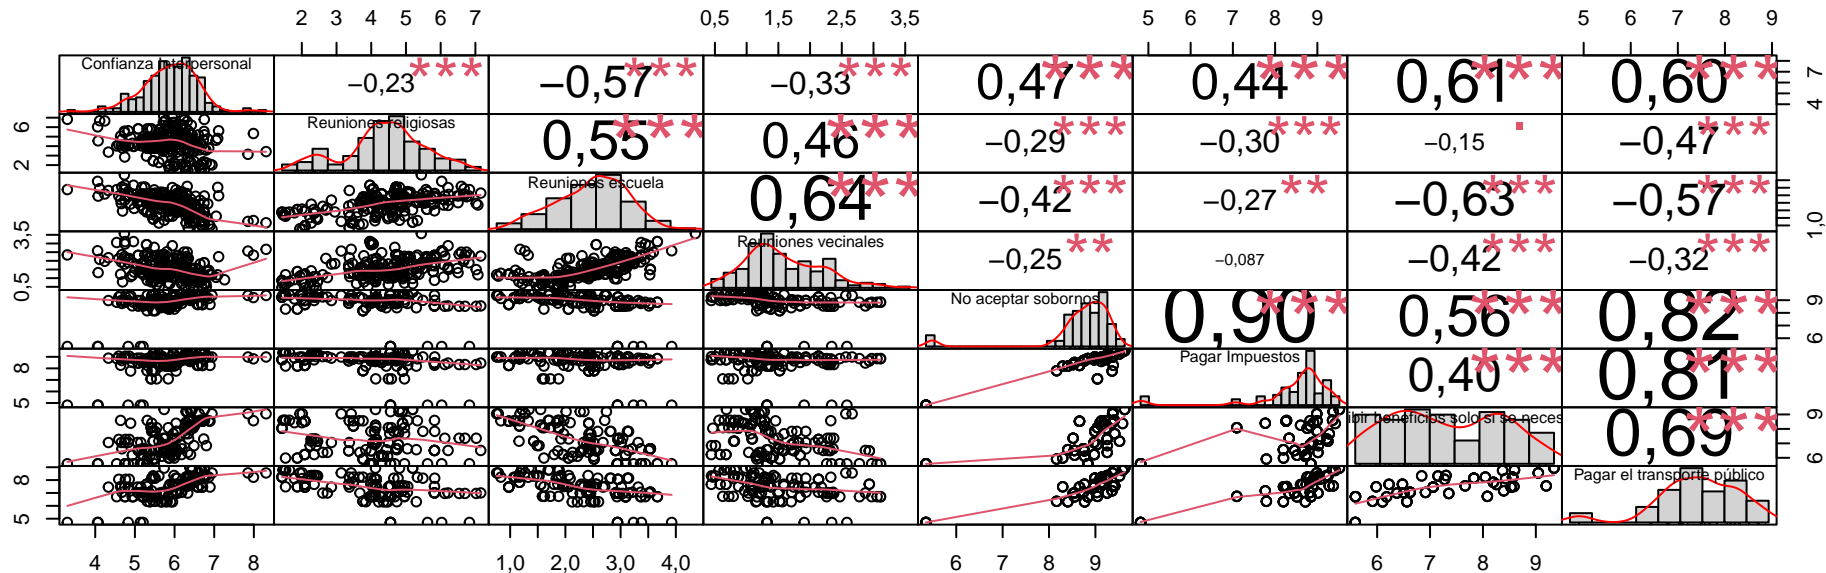 2 3 4 5 6 7 0,5 1,5 2,5 3,5 5 6 7 8 9 5 6 7 8 9
Confianza Interpersonal −0,23 *** −0,57 *** −0,33 *** 0,47 *** 0,44 *** 0,61 *** 0,60 *** 4 7
2 6 Reuniones religiosas 0,55 *** 0,46 *** −0,29 *** −0,30 *** −0,15 −0,47 ***
Reuniones escuela 0,64 *** −0,42 *** −0,27 ** −0,63 *** −0,57 *** 1,0
0,5 3,5 Reuniones vecinales −0,25 ** −0,087 −0,42 *** −0,32 ***
No aceptar sobornos 0,90 *** 0,56 *** 0,82 *** 6 9
5 8 Pagar Impuestos 0,40 *** 0,81 ***
ibir beneficios solo si se neces 0,69 *** 6 9
5 8 Pagar el transporte público
4 5 6 7 8 1,0 2,0 3,0 4,0 6 7 8 9 6 7 8 9